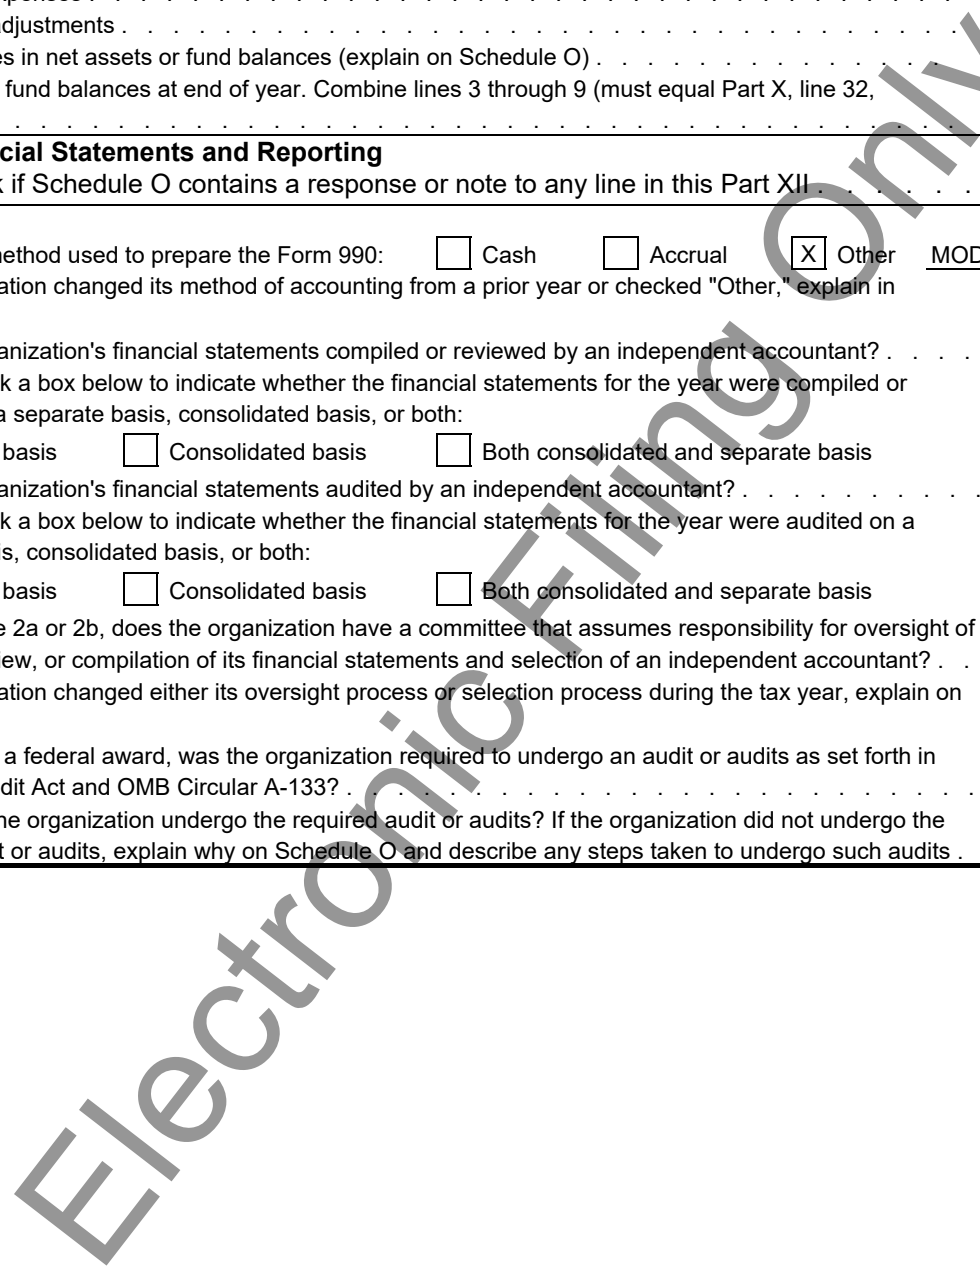 adjustments . . . . . . . . . . . . . . . . . . . . . . . . . . .
es in net assets or fund balances (explain on Schedule O) . . . . . . . . . .
fund balances at end of year. Combine lines 3 through 9 (must equal Part X, line 32,
. . . . . . . . . . . . . . . . . . . . . . . . . . . . . . . . . . . .
cial Statements and Reporting
k if Schedule O contains a response or note to any line in this Part XII . . . . . .
method used to prepare the Form 990: Cash Accrual X Other MOD
ation changed its method of accounting from a prior year or checked "Other," explain in
anization's financial statements compiled or reviewed by an independent accountant? . . . .
k a box below to indicate whether the financial statements for the year were compiled or
a separate basis, consolidated basis, or both:
basis Consolidated basis Both consolidated and separate basis
anization's financial statements audited by an independent accountant? . . . . . . . . . .
k a box below to indicate whether the financial statements for the year were audited on a
is, consolidated basis, or both:
basis Consolidated basis Both consolidated and separate basis
e 2a or 2b, does the organization have a committee that assumes responsibility for oversight of
iew, or compilation of its financial statements and selection of an independent accountant? . .
ation changed either its oversight process or selection process during the tax year, explain on
a federal award, was the organization required to undergo an audit or audits as set forth in
dit Act and OMB Circular A-133? . . . . . . . . . . . . . . . . . . . .
he organization undergo the required audit or audits? If the organization did not undergo the
t or audits, explain why on Schedule O and describe any steps taken to undergo such audits .
Electronic Filing Only